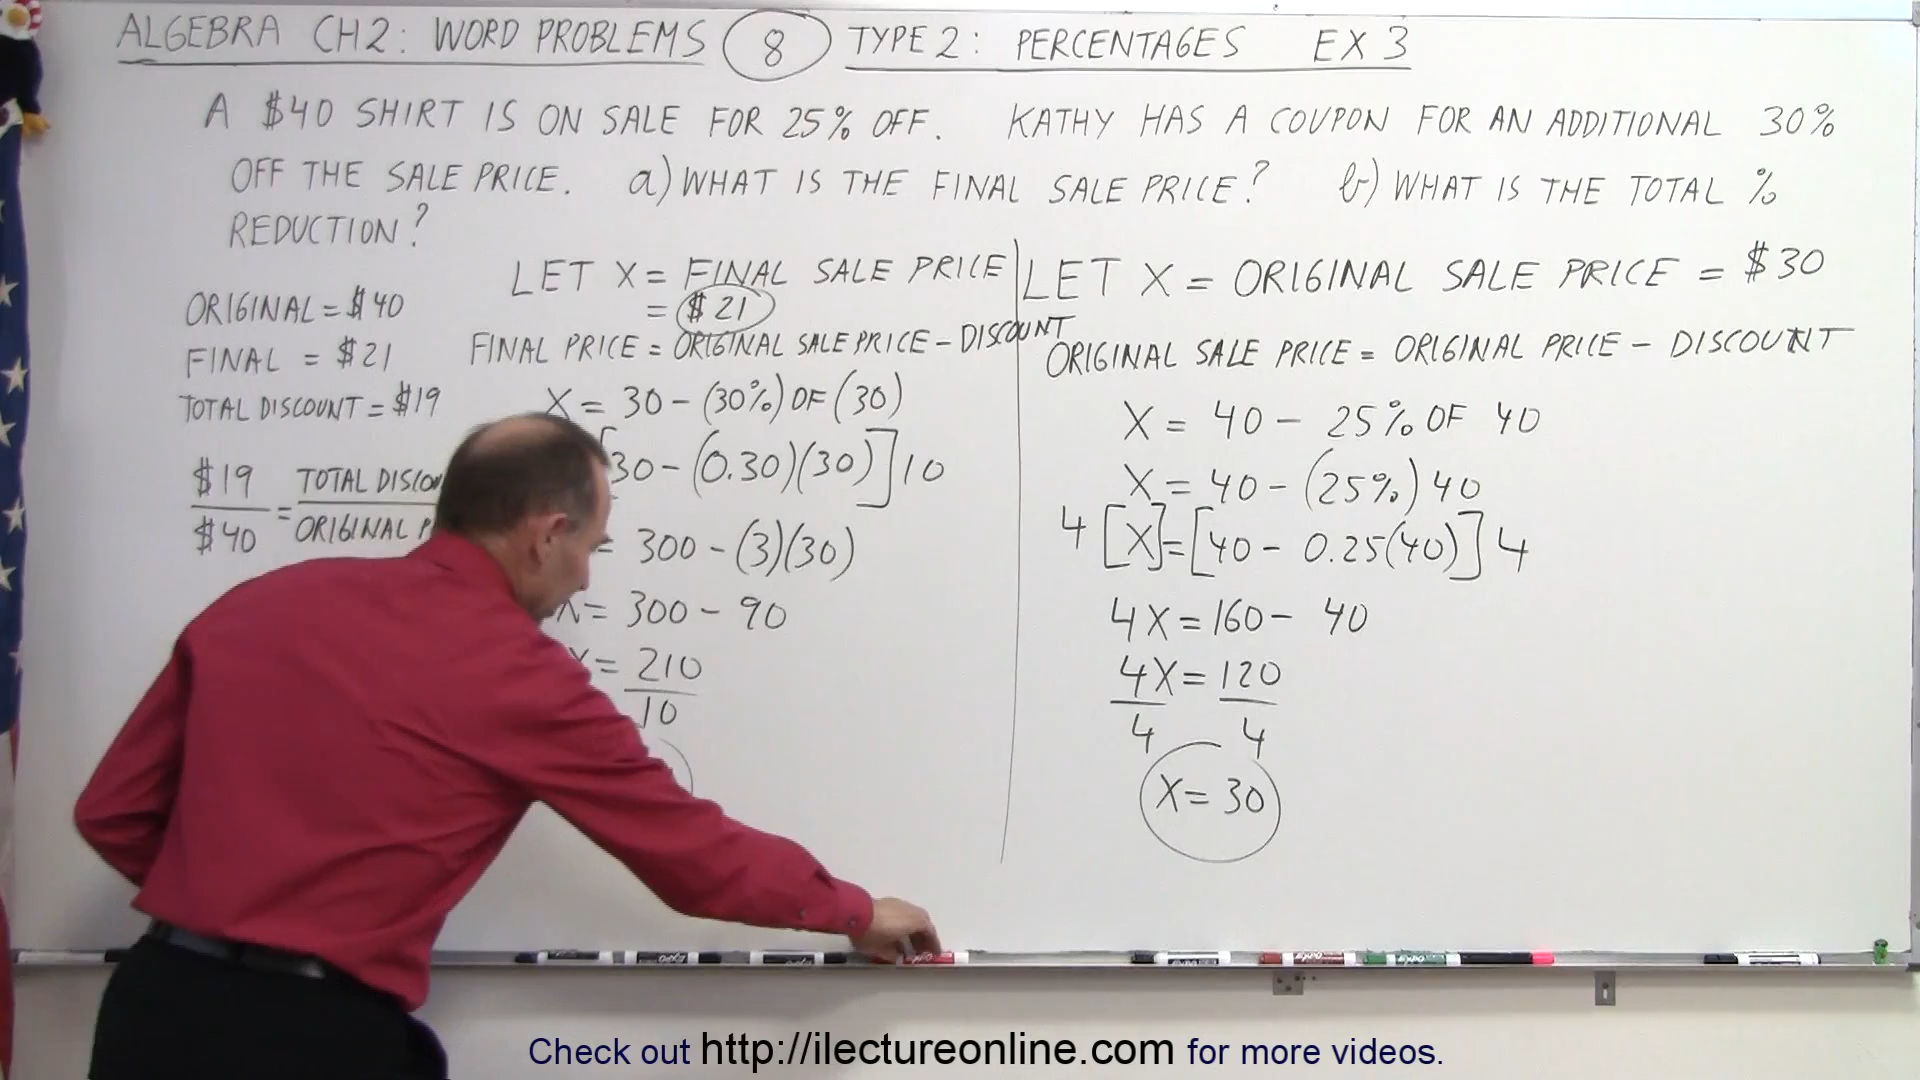 ALGEBRA CH2: WORD PROBLEMS 8 TYPE 2: PERCENTAGES EX 3
A $40 SHIRT IS ON SALE FOR 25% OFF. KATHY HAS A COUPON FOR AN ADDITIONAL 30%
OFF THE SALE PRICE. a) WHAT IS THE FINAL SALE PRICE? b) WHAT IS THE TOTAL %
REDUCTION?
ORIGINAL = $40
FINAL = $21
TOTAL DISCOUNT = $19
$19 = TOTAL
$40 ORIGINAL
LET X = FINAL SALE PRICE
= $21
FINAL PRICE = ORIGINAL SALE PRICE - DISCOUNT
X = 30 - (30%) OF (30)
[30 - (0.30)(30)] 10
= 300 - (3)(30)
X = 300 - 90
X = 210
10
LET X = ORIGINAL SALE PRICE = $30
ORIGINAL SALE PRICE = ORIGINAL PRICE - DISCOUNT
X = 40 - 25% OF 40
X = 40 - (25%) 40
4 [X] = [40 - 0.25(40)] 4
4X = 160 - 40
4X = 120
4 4
X = 30
Check out http://ilectureonline.com for more videos.